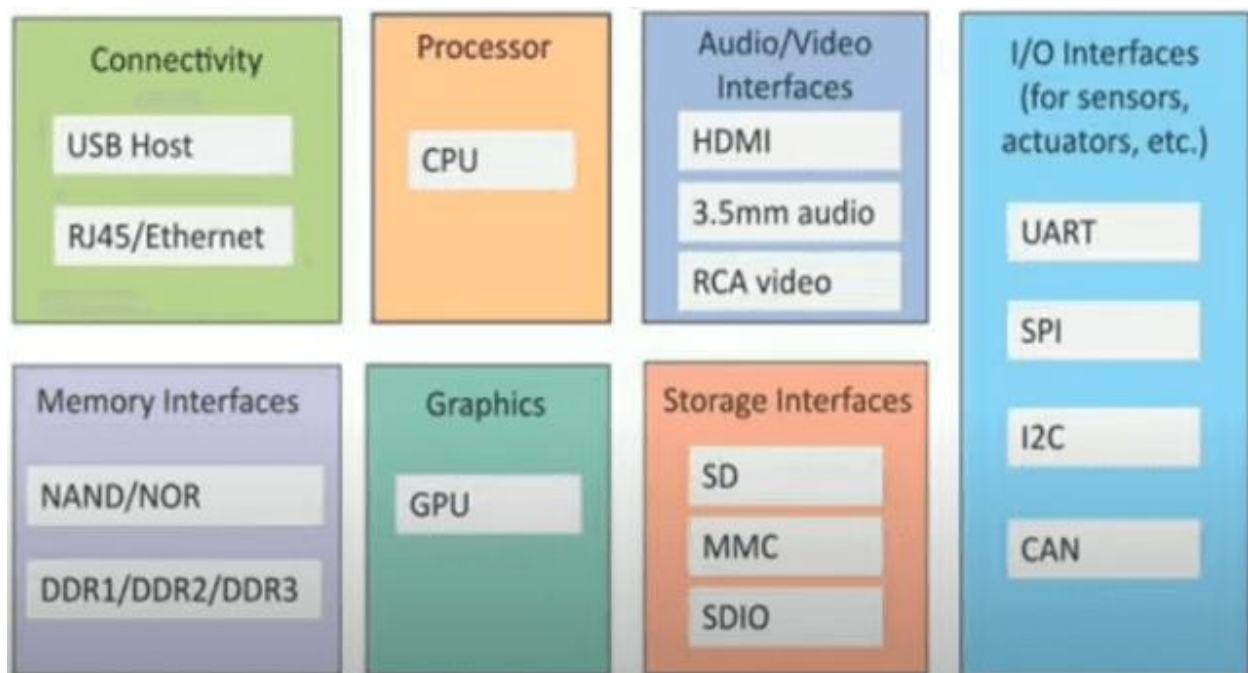 Connectivity
USB Host
RJ45/Ethernet
Processor
CPU
Audio/Video
Interfaces
HDMI
3.5mm audio
RCA video
I/O Interfaces
(for sensors,
actuators, etc.)
UART
SPI
I2C
CAN
Memory Interfaces
NAND/NOR
DDR1/DDR2/DDR3
Graphics
GPU
Storage Interfaces
SD
MMC
SDIO